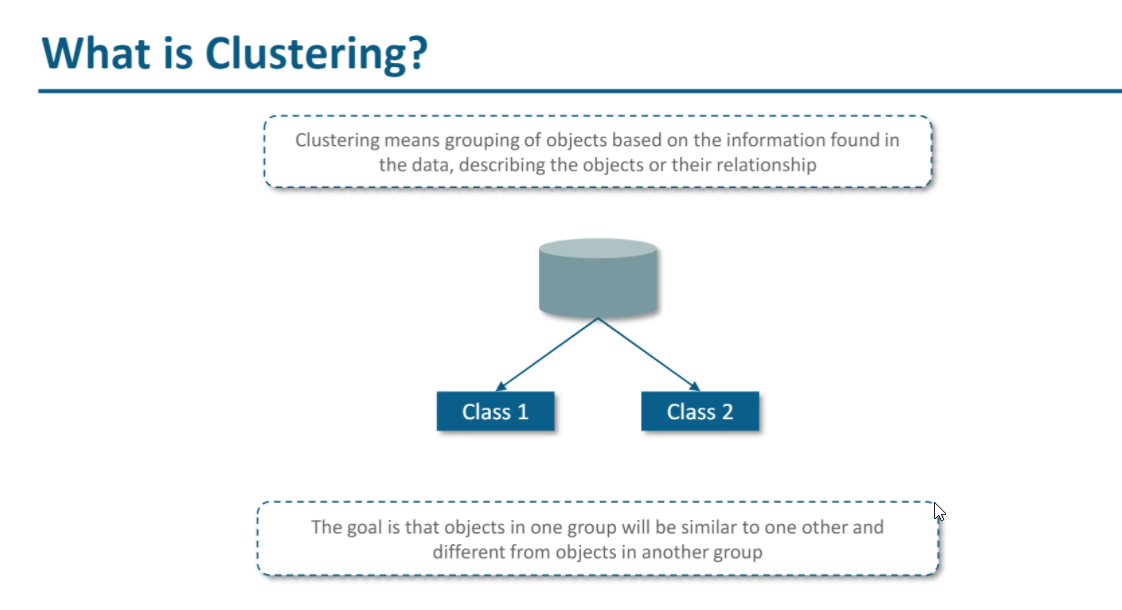 What is Clustering?
Clustering means grouping of objects based on the information found in
the data, describing the objects or their relationship
Class 1
Class 2
The goal is that objects in one group will be similar to one other and
different from objects in another group